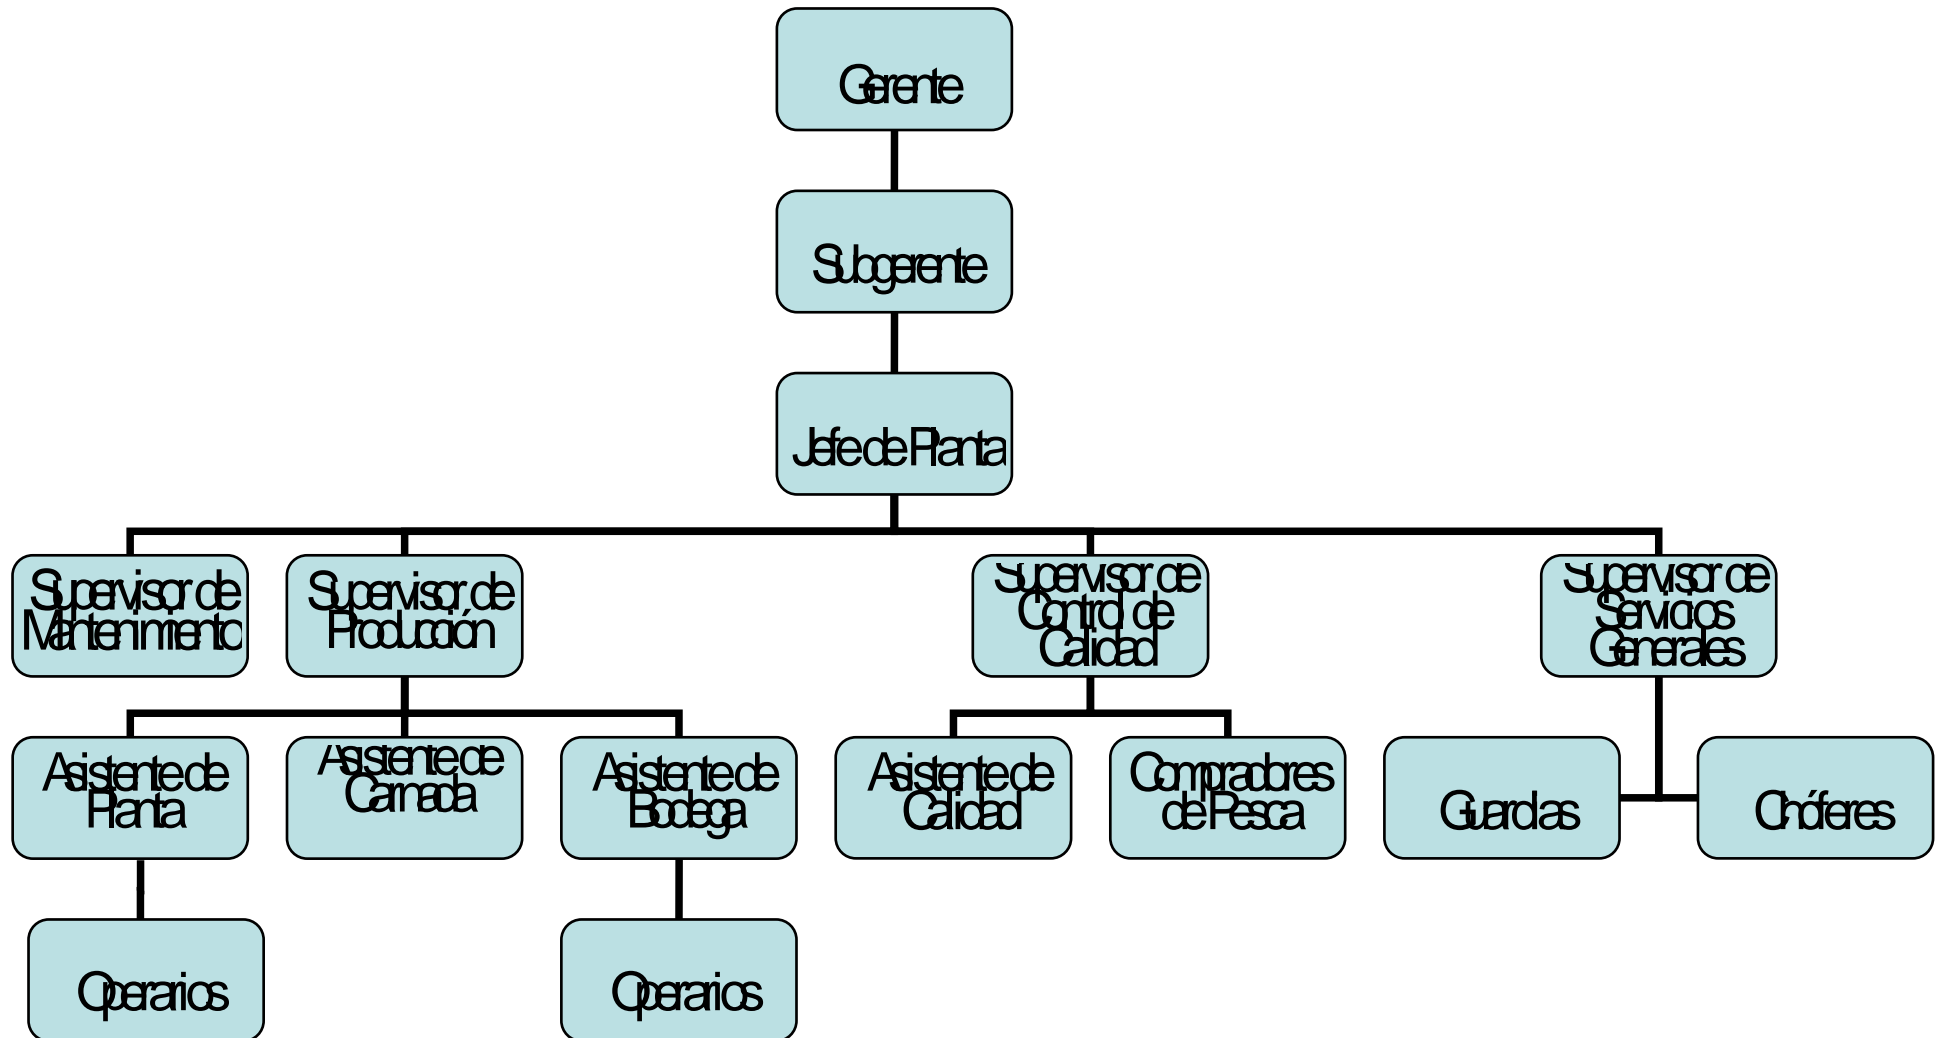 Gerente
Subgerente
Jefe de Planta
Supervisor de
Mantenimiento
Supervisor de
Producción
Supervisor de
Control de
Calidad
Supervisor de
Servicios
Generales
Asistente de
Planta
Asistente de
Carnada
Asistente de
Bodega
Asistente de
Calidad
Compradores
de Pesca
Guardias
Chóferes
Operarios
Operarios